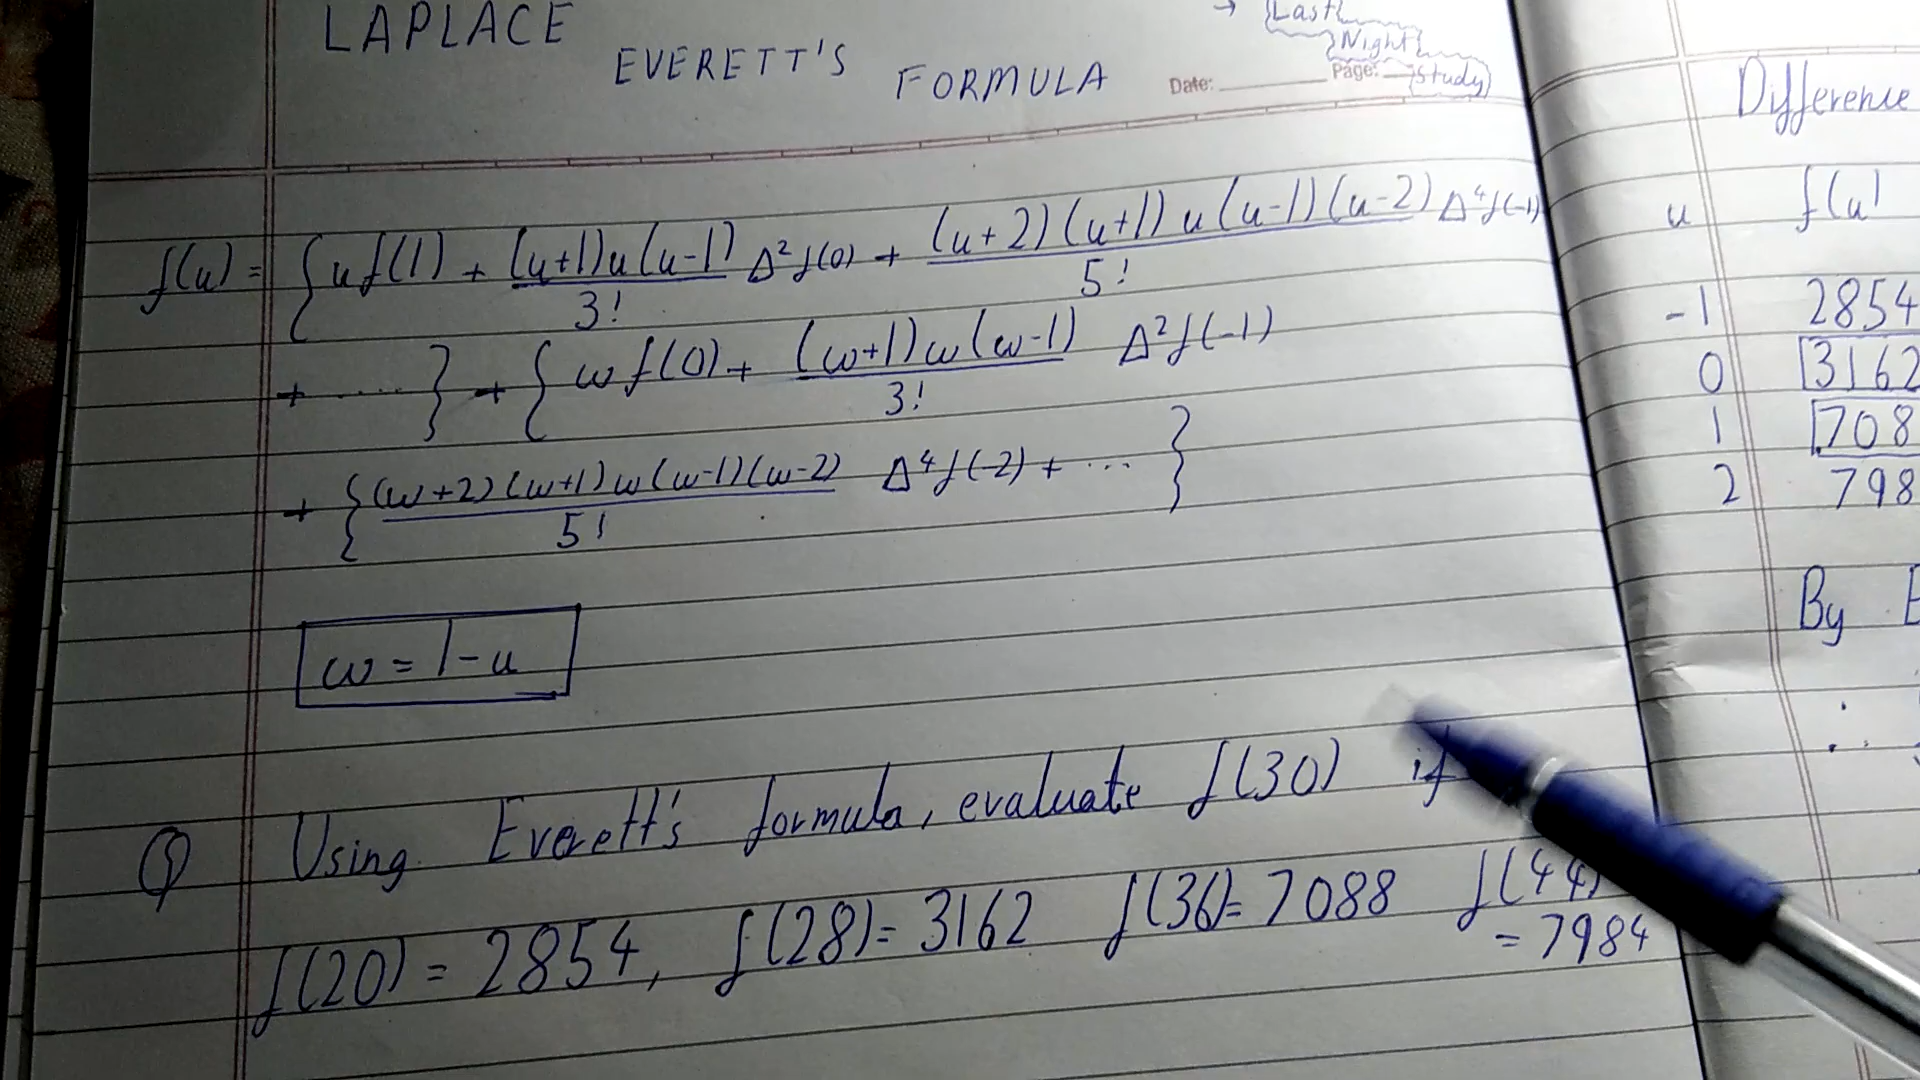 LAPLACE EVERETT'S FORMULA
→ {Last
Night
Study}
Date: Page:
f(u) = { u f(1) + (u+1)u(u-1)/3! Δ²f(0) + (u+2)(u+1)u(u-1)(u-2)/5! Δ⁴f(-1)
+ ..... } + { ω f(0) + (ω+1)ω(ω-1)/3! Δ²f(-1)
+ { (ω+2)(ω+1)ω(ω-1)(ω-2)/5! Δ⁴f(-2) + ... }
ω = 1-u
Q Using Everett's formula, evaluate f(30) if
f(20) = 2854, f(28) = 3162 f(36) = 7088 f(44)
= 7984
Difference
u f(u)
-1 2854
0 3162
1 708
2 798
By E
∴